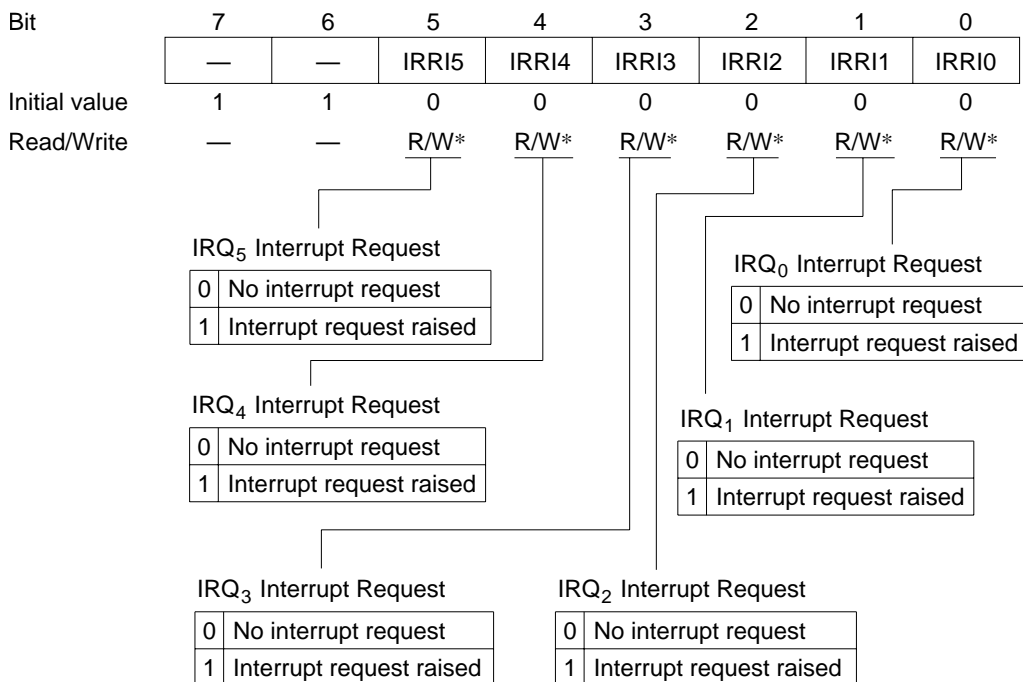 Bit 7 6 5 4 3 2 1 0
— — IRRI5 IRRI4 IRRI3 IRRI2 IRRI1 IRRI0
Initial value 1 1 0 0 0 0 0 0
Read/Write — — R/W* R/W* R/W* R/W* R/W* R/W*
IRQ5 Interrupt Request
0 No interrupt request
1 Interrupt request raised
IRQ0 Interrupt Request
0 No interrupt request
1 Interrupt request raised
IRQ4 Interrupt Request
0 No interrupt request
1 Interrupt request raised
IRQ1 Interrupt Request
0 No interrupt request
1 Interrupt request raised
IRQ3 Interrupt Request
0 No interrupt request
1 Interrupt request raised
IRQ2 Interrupt Request
0 No interrupt request
1 Interrupt request raised